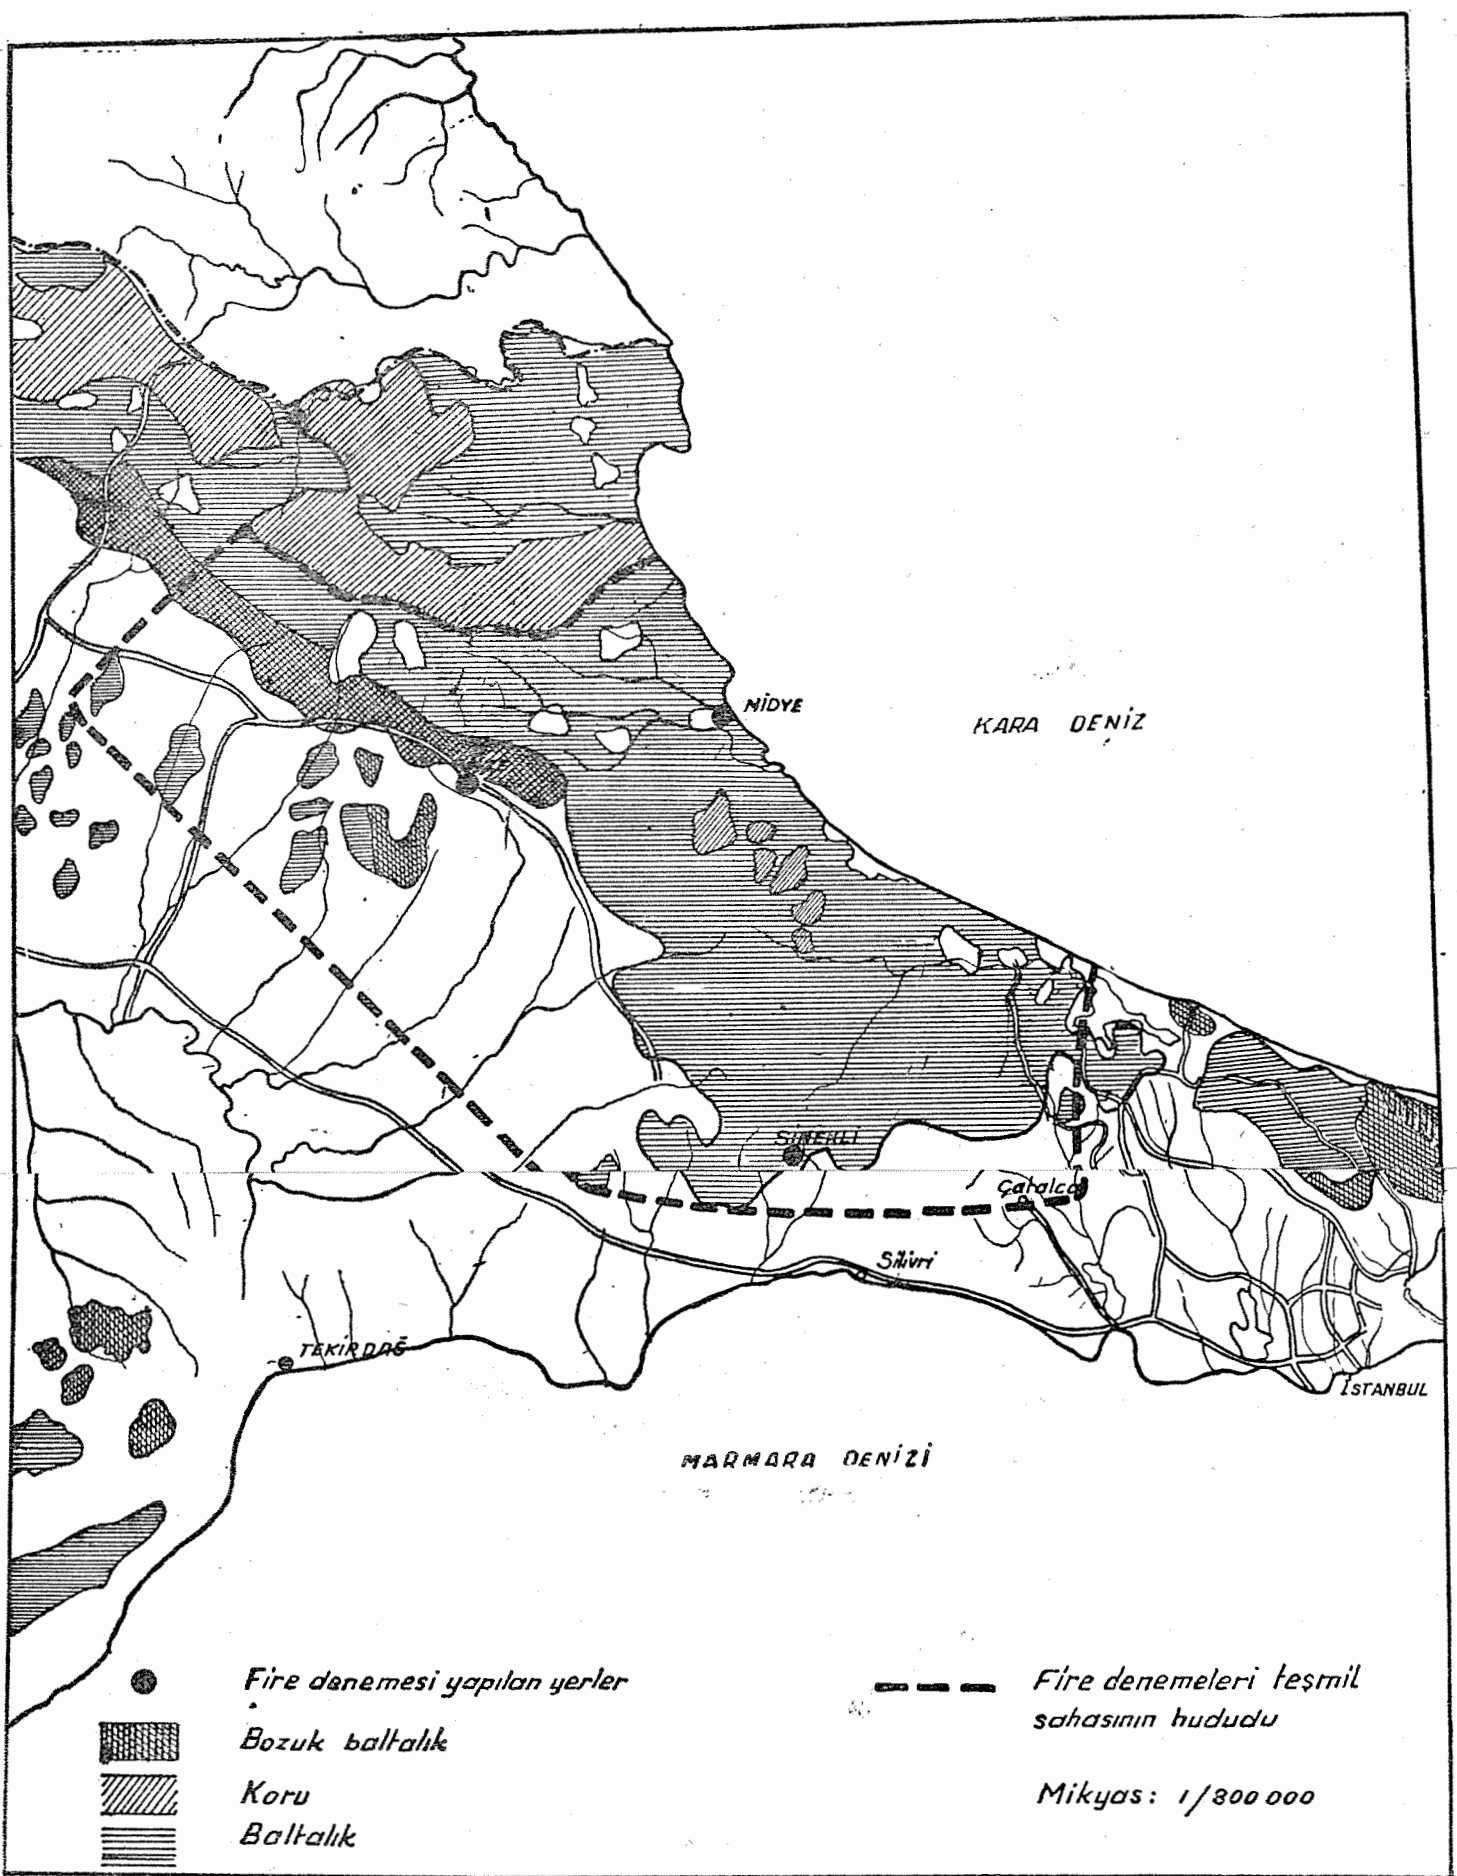 MİDYE
KARA DENİZ
SİNEKLİ
Çatalca
Silivri
TEKİRDAĞ
İSTANBUL
MARMARA DENİZİ
Fire denemesi yapılan yerler
Bozuk baltalık
Koru
Baltalık
Fire denemeleri teşmil
sahasının hududu
Mikyas: 1/800 000